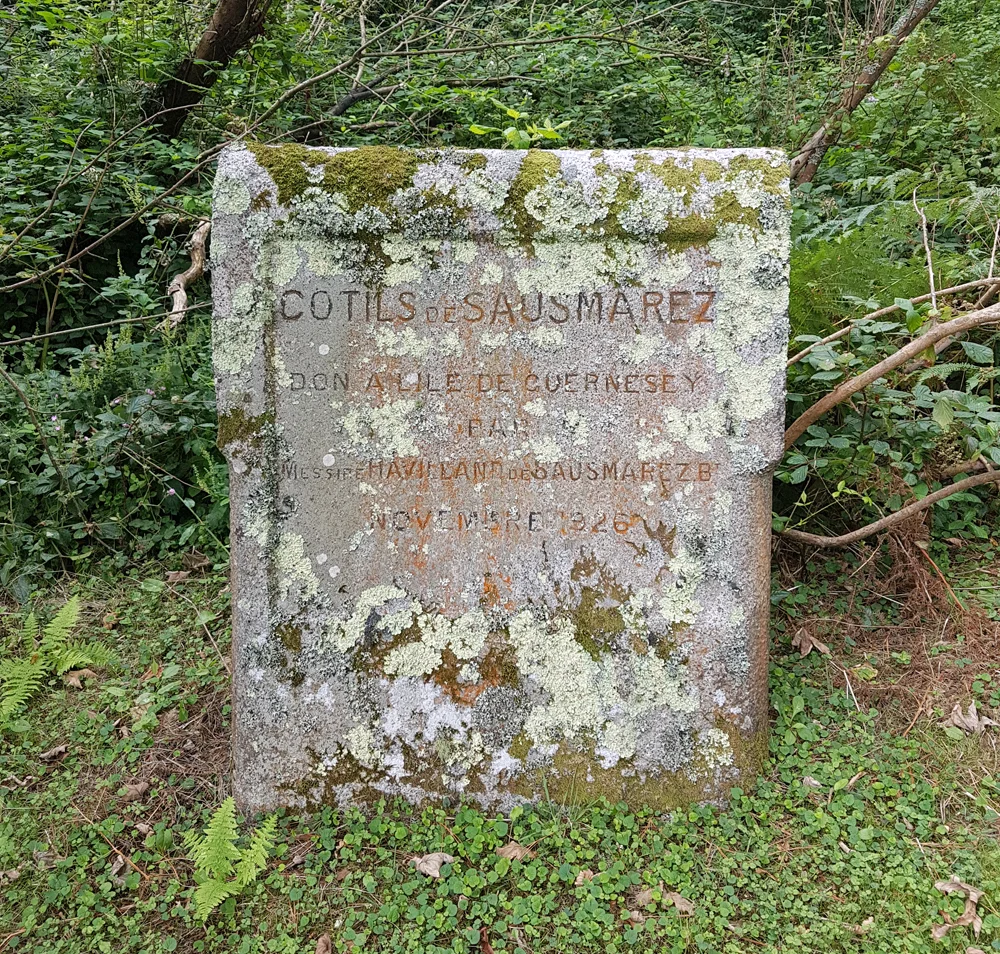 COTILS DE SAUSMAREZ
DON A L'ILE DE GUERNESEY
PAR
MESSIRE HAVILLAND DE SAUSMAREZ B
NOVEMBRE 1926